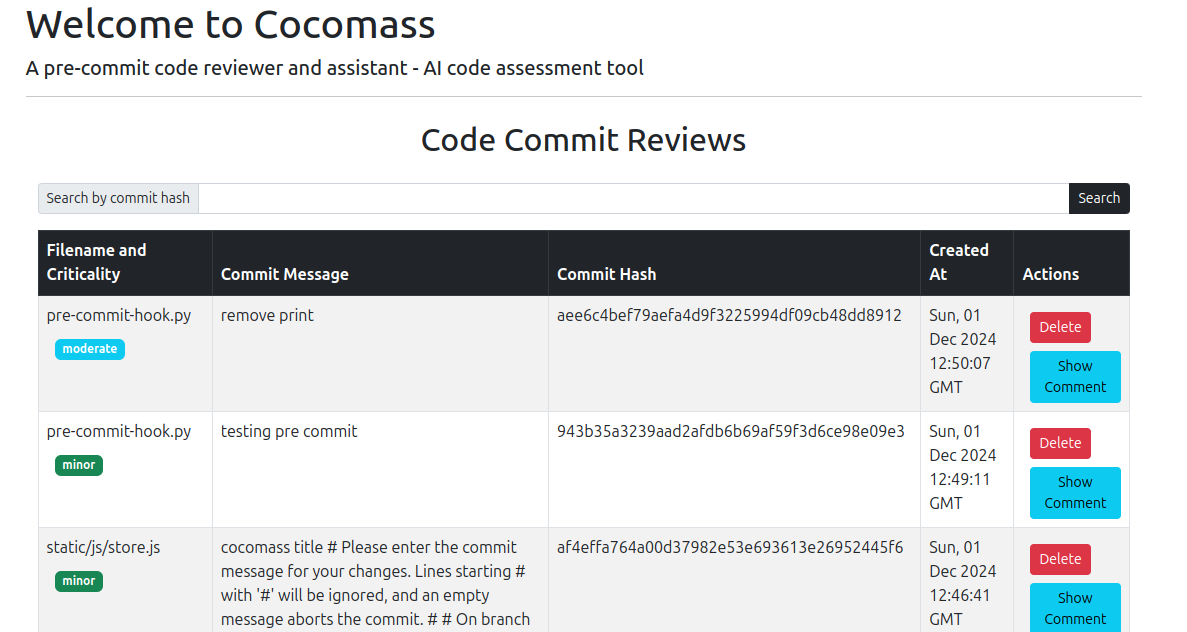 Welcome to Cocomass
A pre-commit code reviewer and assistant - AI code assessment tool
Code Commit Reviews
Search by commit hash
Search
Filename and
Criticality
Commit Message
Commit Hash
Created
At
Actions
pre-commit-hook.py
moderate
remove print
aee6c4bef79aefa4d9f3225994df09cb48dd8912
Sun, 01
Dec 2024
12:50:07
GMT
Delete
Show
Comment
pre-commit-hook.py
minor
testing pre commit
943b35a3239aad2afdb6b69af59f3d6ce98e09e3
Sun, 01
Dec 2024
12:49:11
GMT
Delete
Show
Comment
static/js/store.js
minor
cocomass title # Please enter the commit
message for your changes. Lines starting #
with '#' will be ignored, and an empty
message aborts the commit. # # On branch
af4effa764a00d37982e53e693613e26952445f6
Sun, 01
Dec 2024
12:46:41
GMT
Delete
Show
Comment